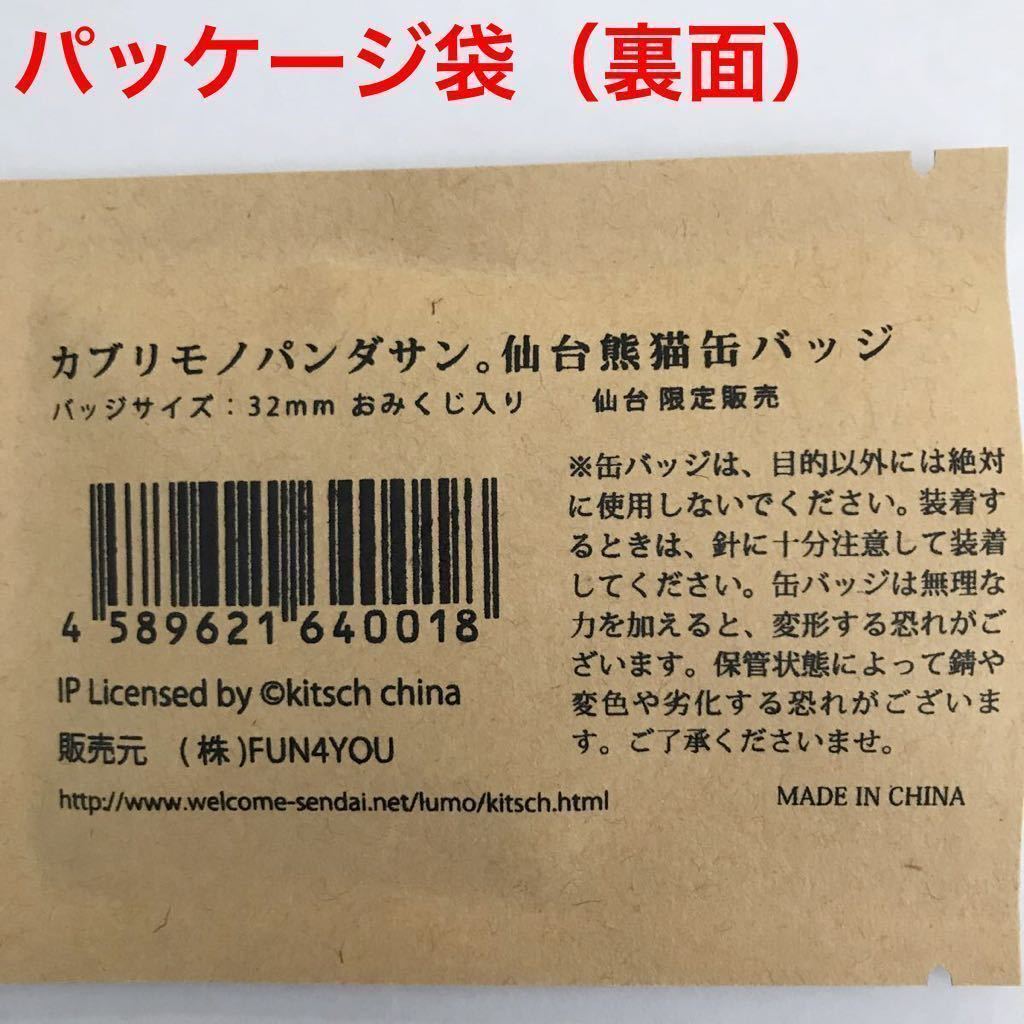 パッケージ袋（裏面）
カブリモノパンダサン。仙台熊猫缶バッジ
バッジサイズ：32mm おみくじ入り 仙台 限定販売
※缶バッジは、目的以外には絶対
に使用しないでください。装着す
るときは、針に十分注意して装着
してください。缶バッジは無理な
力を加えると、変形する恐れがご
ざいます。保管状態によって錆や
変色や劣化する恐れがございま
す。ご了承くださいませ。
4 589621 640018
IP Licensed by ©kitsch china
販売元 (株)FUN4YOU
http://www.welcome-sendai.net/lumo/kitsch.html
MADE IN CHINA